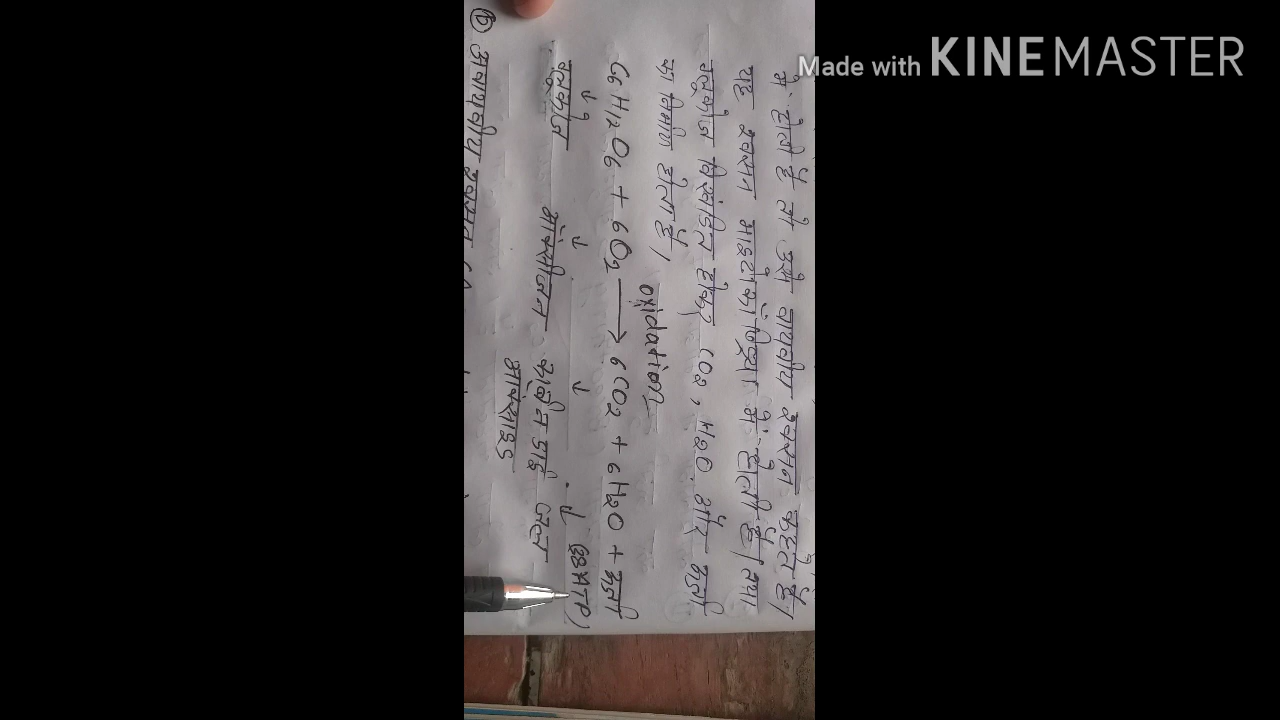 Made with KINEMASTER
में होती है तो उसे वायवीय श्वसन कहते है।
यह श्वसन माइटोकॉण्ड्रिया में होती है। तथा
ग्लूकोज विखंडित होकर CO2, H2O. और ऊर्जा
का निर्माण होता है,
oxidation
C6H12O6 + 6O2 → 6CO2 + 6H2O + ऊर्जा
↓ ↓ ↓ ↓ (38ATP)
ग्लूकोज ऑक्सीजन कार्बन डाई जल
ऑक्साइड
(b) अवायवीय श्वसन